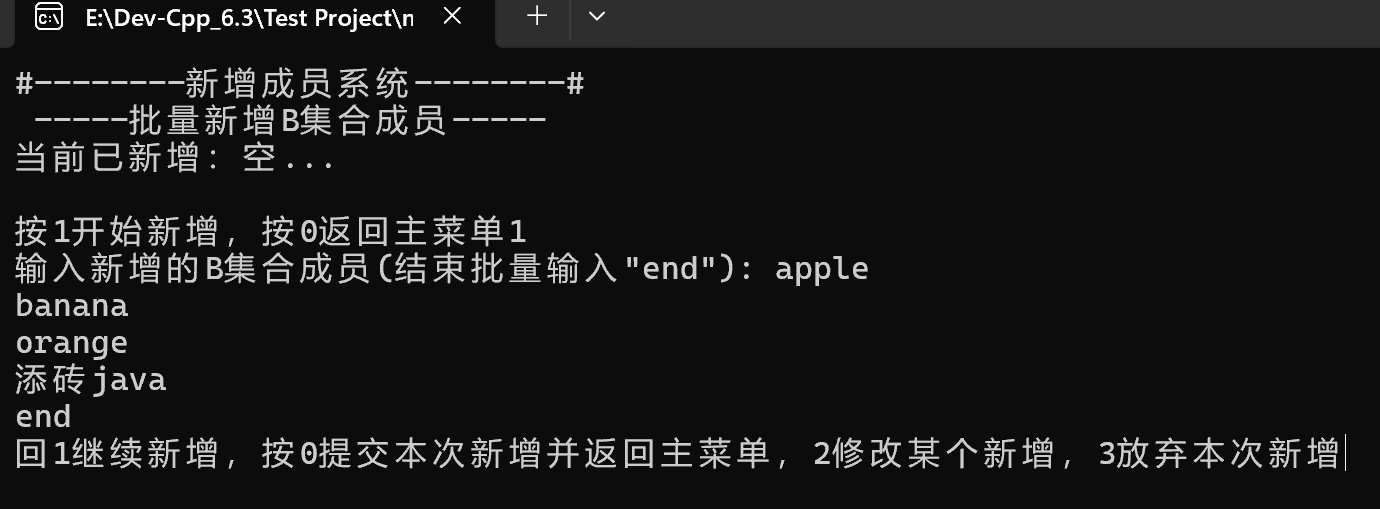 E:\Dev-Cpp_6.3\Test Project\n
#--------新增成员系统--------#
-----批量新增B集合成员-----
当前已新增：空...
按1开始新增，按0返回主菜单1
输入新增的B集合成员(结束批量输入"end")：apple
banana
orange
添砖java
end
回1继续新增，按0提交本次新增并返回主菜单，2修改某个新增，3放弃本次新增